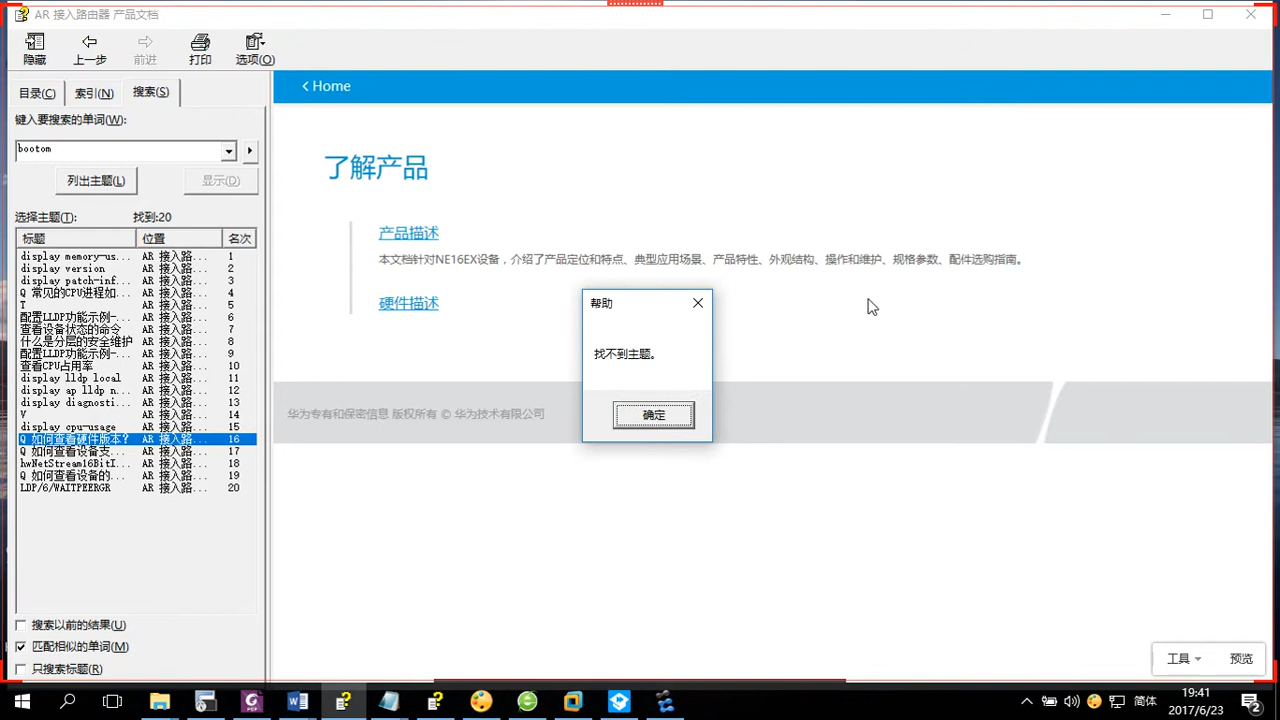 AR 接入路由器 产品文档
隐藏 上一步 前进 打印 选项(O)
目录(C) 索引(N) 搜索(S)
键入要搜索的单词(W):
bootom
列出主题(L) 显示(D)
选择主题(T): 找到:20
标题 位置 名次
display memory-us... AR 接入路... 1
display version AR 接入路... 2
display patch-inf... AR 接入路... 3
Q 常见的CPU进程如... AR 接入路... 4
T AR 接入路... 5
配置LLDP功能示例-... AR 接入路... 6
查看设备状态的命令 AR 接入路... 7
什么是分层的安全维护 AR 接入路... 8
配置LLDP功能示例-... AR 接入路... 9
查看CPU占用率 AR 接入路... 10
display lldp local AR 接入路... 11
display ap lldp n... AR 接入路... 12
display diagnosti... AR 接入路... 13
V AR 接入路... 14
display cpu-usage AR 接入路... 15
Q 如何查看硬件版本? AR 接入路... 16
Q 如何查看设备支... AR 接入路... 17
hwNetStream16BitI... AR 接入路... 18
Q 如何查看设备的... AR 接入路... 19
LDP/6/WAITPEERGR AR 接入路... 20
搜索以前的结果(U)
匹配相似的单词(M)
只搜索标题(R)
Home
了解产品
产品描述
本文档针对NE16EX设备，介绍了产品定位和特点、典型应用场景、产品特性、外观结构、操作和维护、规格参数、配件选购指南。
硬件描述
帮助
找不到主题。
确定
华为专有和保密信息 版权所有 © 华为技术有限公司
工具 预览
简体
19:41
2017/6/23
2